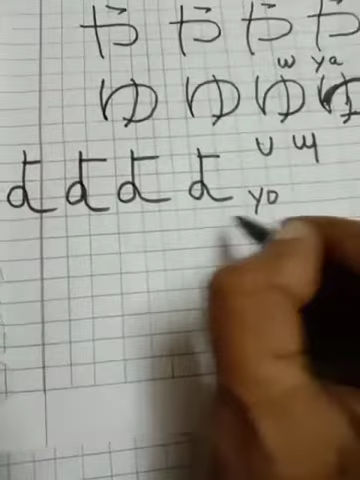 や や や や
w ya
ゆ ゆ ゆ ゆ
U
よ よ よ よ yo